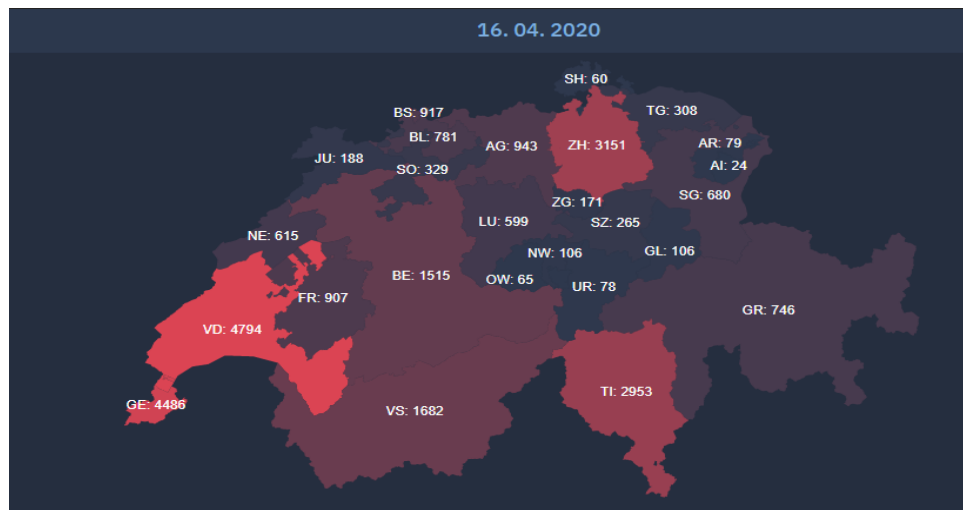 16. 04. 2020
SH: 60
BS: 917
TG: 308
BL: 781
AG: 943
ZH: 3151
AR: 79
JU: 188
SO: 329
AI: 24
ZG: 171
SG: 680
LU: 599
SZ: 265
NE: 615
NW: 106
GL: 106
BE: 1515
OW: 65
UR: 78
FR: 907
GR: 746
VD: 4794
TI: 2953
GE: 4486
VS: 1682